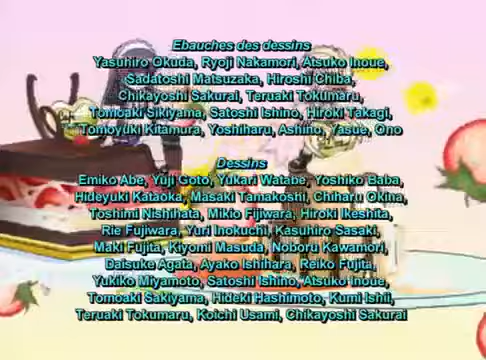 Ebauches des dessins
Yasuhiro Okuda, Ryoji Nakamori, Atsuko Inoue,
Sadatoshi Matsuzaka, Hiroshi Chiba,
Chikayoshi Sakurai, Teruaki Tokumaru,
Tomoaki Sikiyama, Satoshi Ishino, Hiroki Takagi,
Tomoyuki Kitamura, Yoshiharu, Ashino, Yasue, Ono
Dessins
Emiko Abe, Yüji Goto, Yukari Watabe, Yoshiko Baba,
Hideyuki Kataoka, Masaki Tamakoshi, Chiharu Okina,
Toshimi Nishihata, Mikio Fijiwara, Hiroki Ikeshita,
Rie Fujiwara, Yuri Inokuchi, Kasuhiro Sasaki,
Maki Fujita, Kiyomi Masuda, Noboru Kawamori,
Daisuke Agata, Ayako Ishihara, Reiko Fujita,
Yukiko Miyamoto, Satoshi Ishino, Atsuko Inoue,
Tomoaki Sakiyama, Hideki Hashimoto, Kumi Ishii,
Teruaki Tokumaru, Koichi Usami, Chikayoshi Sakurai